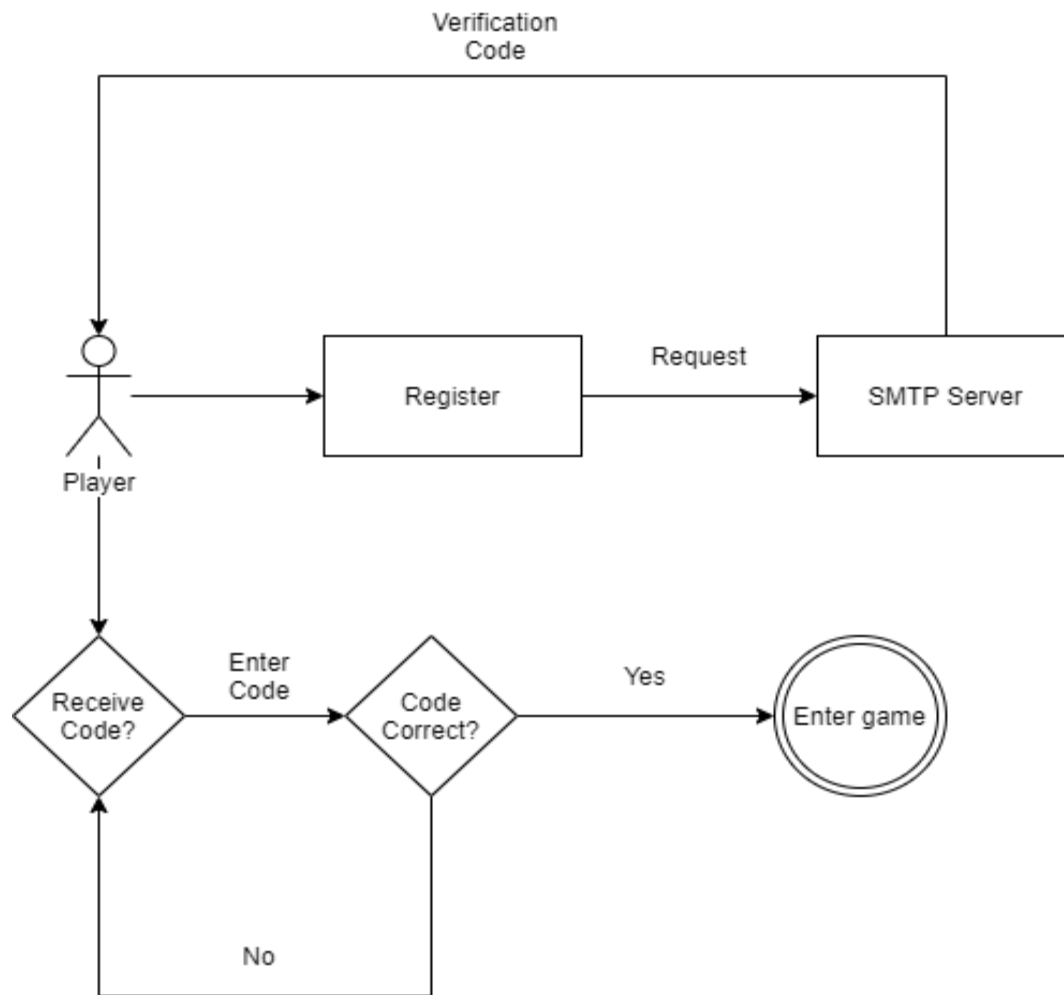 Verification
Code
Register
Request
SMTP Server
Player
Receive
Code?
Enter
Code
Code
Correct?
Yes
Enter game
No